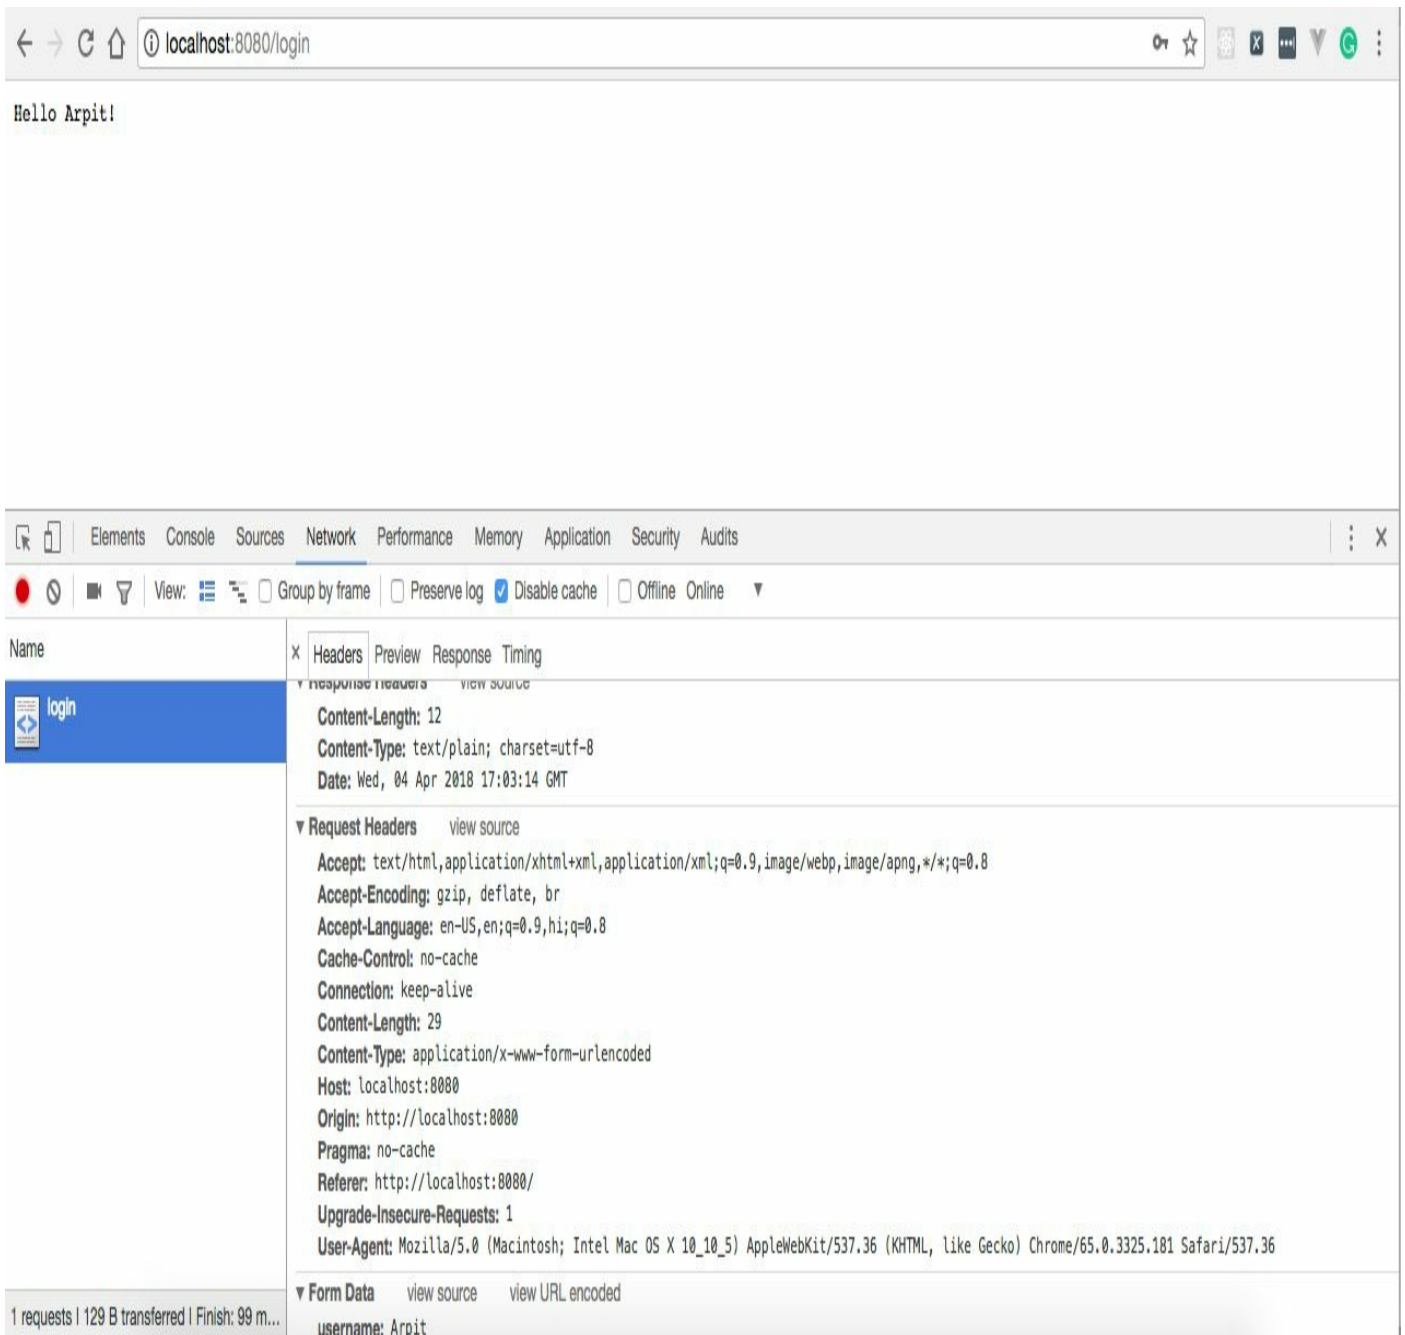 localhost:8080/login
Hello Arpit!
Elements Console Sources Network Performance Memory Application Security Audits
View: Group by frame Preserve log Disable cache Offline Online
Name
Headers Preview Response Timing
login
Response Headers view source
Content-Length: 12
Content-Type: text/plain; charset=utf-8
Date: Wed, 04 Apr 2018 17:03:14 GMT
Request Headers view source
Accept: text/html,application/xhtml+xml,application/xml;q=0.9,image/webp,image/apng,*/*;q=0.8
Accept-Encoding: gzip, deflate, br
Accept-Language: en-US,en;q=0.9,hi;q=0.8
Cache-Control: no-cache
Connection: keep-alive
Content-Length: 29
Content-Type: application/x-www-form-urlencoded
Host: localhost:8080
Origin: http://localhost:8080
Pragma: no-cache
Referer: http://localhost:8080/
Upgrade-Insecure-Requests: 1
User-Agent: Mozilla/5.0 (Macintosh; Intel Mac OS X 10_10_5) AppleWebKit/537.36 (KHTML, like Gecko) Chrome/65.0.3325.181 Safari/537.36
Form Data view source view URL encoded
username: Arpit
1 requests | 129 B transferred | Finish: 99 m...